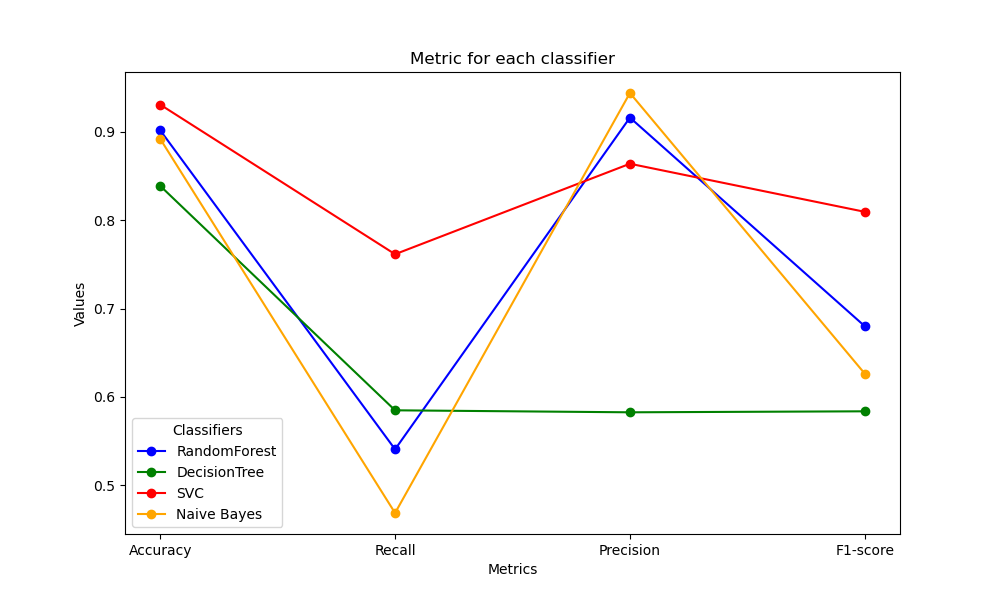 Metric for each classifier
Values
0.9
0.8
0.7
0.6
0.5
Classifiers
RandomForest
DecisionTree
SVC
Naive Bayes
Accuracy
Recall
Precision
F1-score
Metrics